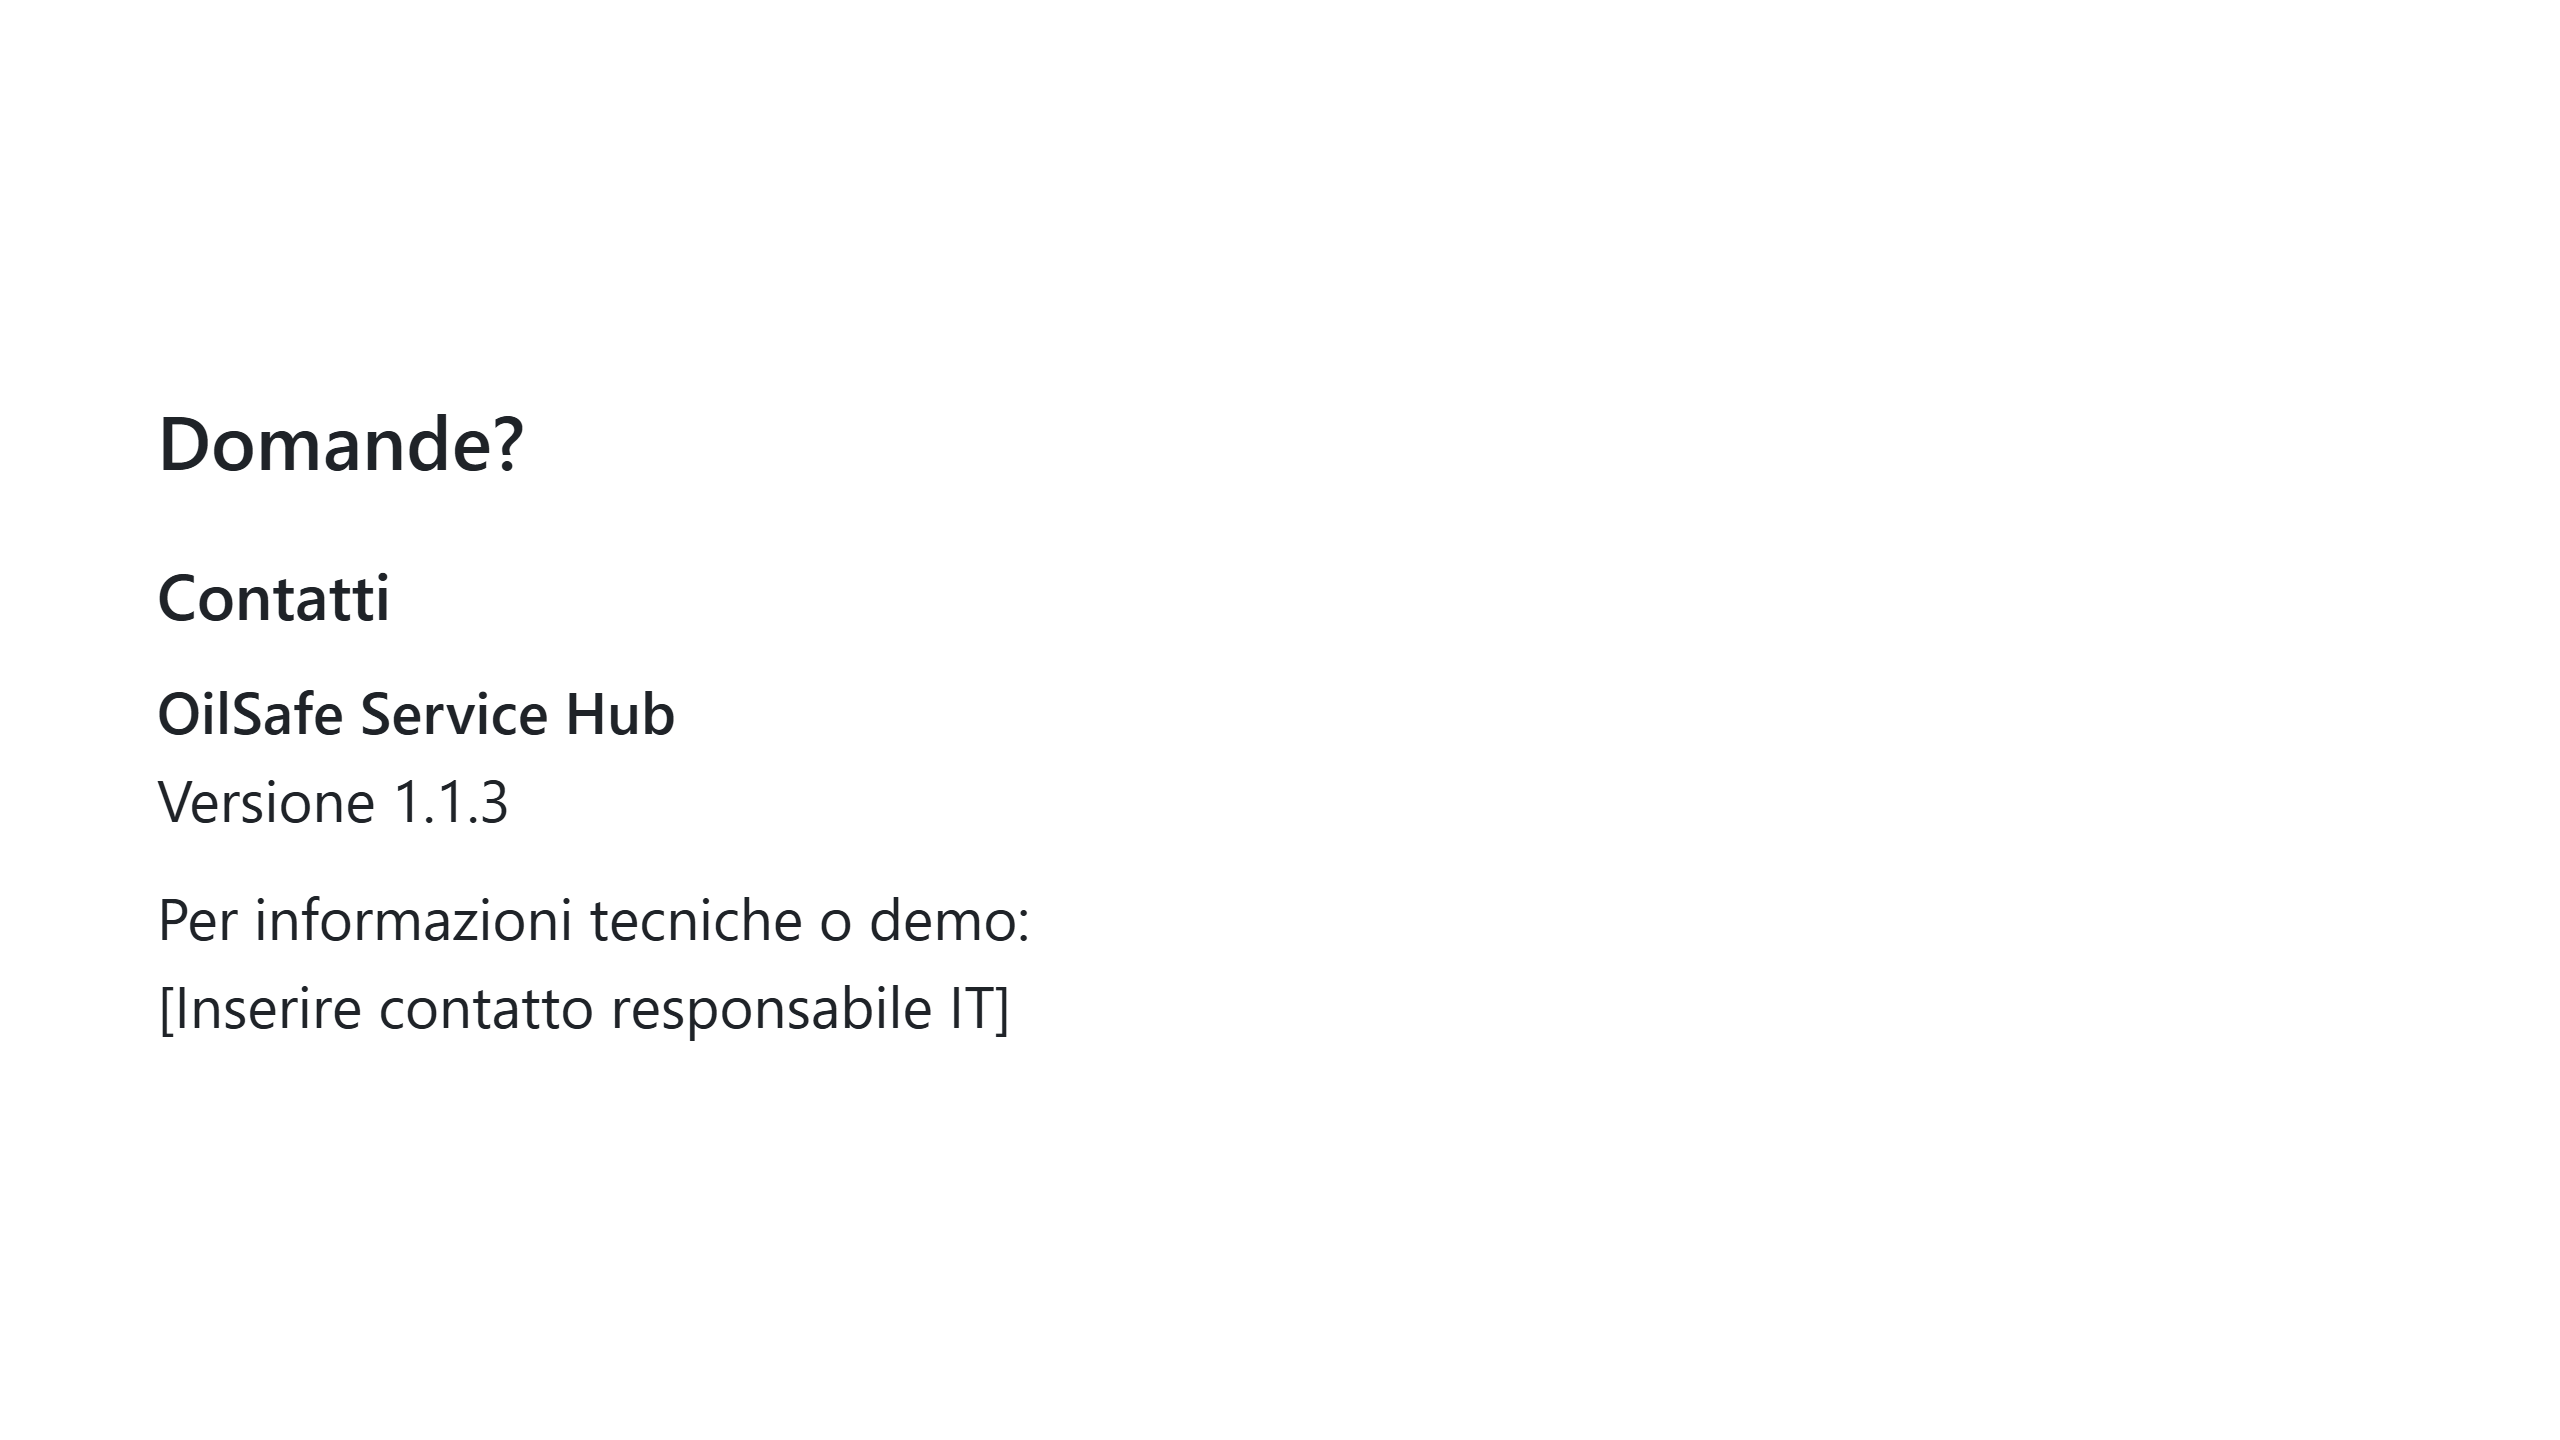 Domande?
Contatti
OilSafe Service Hub
Versione 1.1.3
Per informazioni tecniche o demo:
[Inserire contatto responsabile IT]